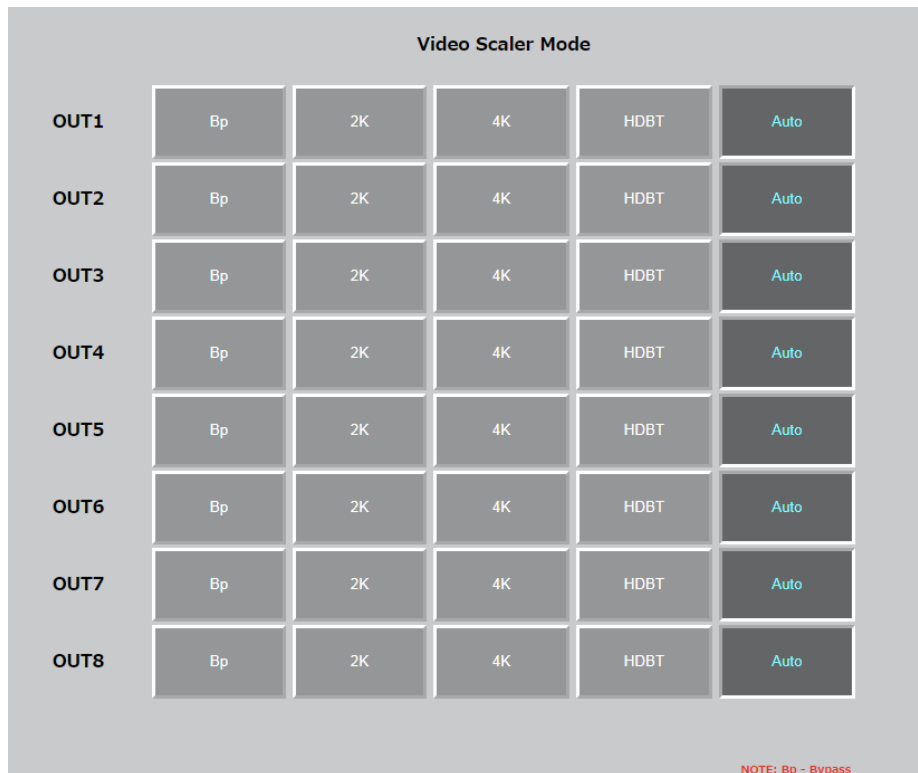 Video Scaler Mode
OUT1 Bp 2K 4K HDBT Auto
OUT2 Bp 2K 4K HDBT Auto
OUT3 Bp 2K 4K HDBT Auto
OUT4 Bp 2K 4K HDBT Auto
OUT5 Bp 2K 4K HDBT Auto
OUT6 Bp 2K 4K HDBT Auto
OUT7 Bp 2K 4K HDBT Auto
OUT8 Bp 2K 4K HDBT Auto
NOTE: Bp - Bypass